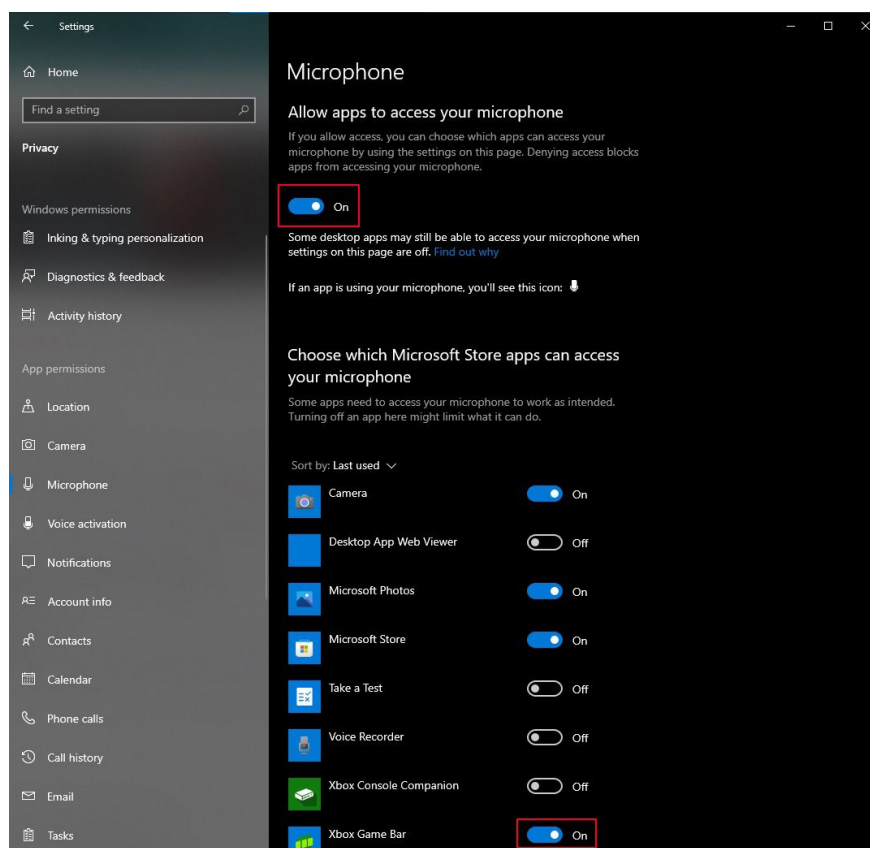 Settings
Home
Find a setting
Privacy
Windows permissions
Inking & typing personalization
Diagnostics & feedback
Activity history
App permissions
Location
Camera
Microphone
Voice activation
Notifications
Account info
Contacts
Calendar
Phone calls
Call history
Email
Tasks
Microphone
Allow apps to access your microphone
If you allow access, you can choose which apps can access your
microphone by using the settings on this page. Denying access blocks
apps from accessing your microphone.
On
Some desktop apps may still be able to access your microphone when
settings on this page are off. Find out why
If an app is using your microphone, you'll see this icon:
Choose which Microsoft Store apps can access
your microphone
Some apps need to access your microphone to work as intended.
Turning off an app here might limit what it can do.
Sort by: Last used
Camera On
Desktop App Web Viewer Off
Microsoft Photos On
Microsoft Store On
Take a Test Off
Voice Recorder Off
Xbox Console Companion Off
Xbox Game Bar On